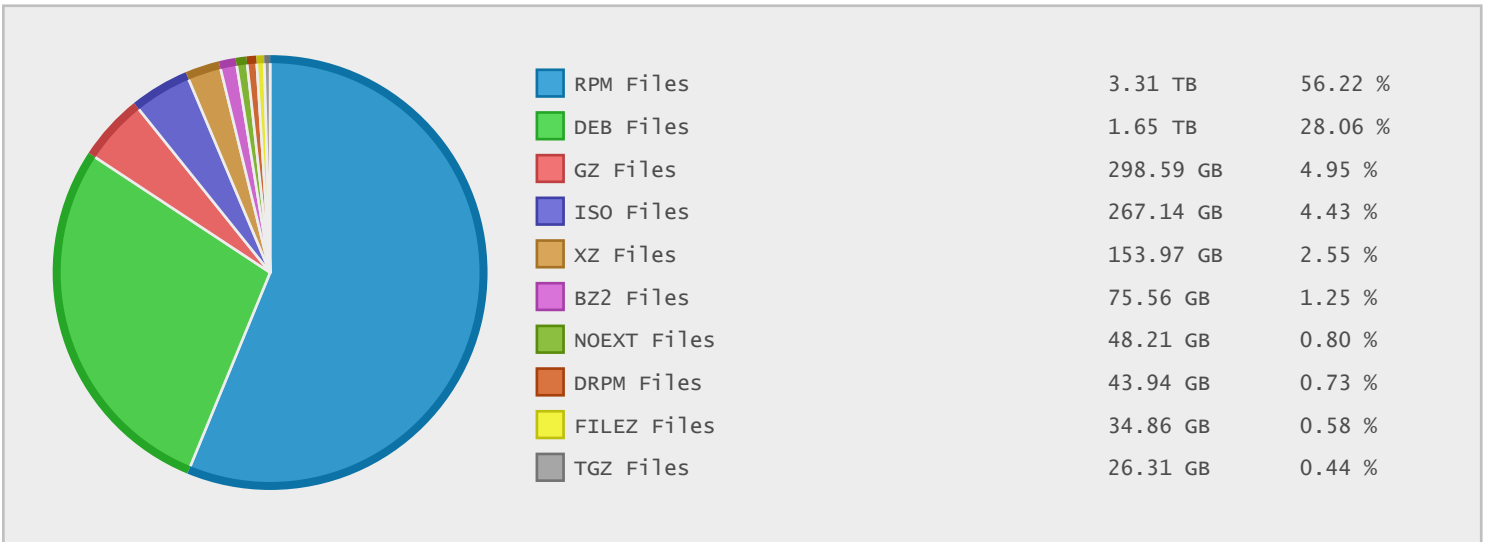 RPM Files 3.31 TB 56.22 %
DEB Files 1.65 TB 28.06 %
GZ Files 298.59 GB 4.95 %
ISO Files 267.14 GB 4.43 %
XZ Files 153.97 GB 2.55 %
BZ2 Files 75.56 GB 1.25 %
NOEXT Files 48.21 GB 0.80 %
DRPM Files 43.94 GB 0.73 %
FILEZ Files 34.86 GB 0.58 %
TGZ Files 26.31 GB 0.44 %